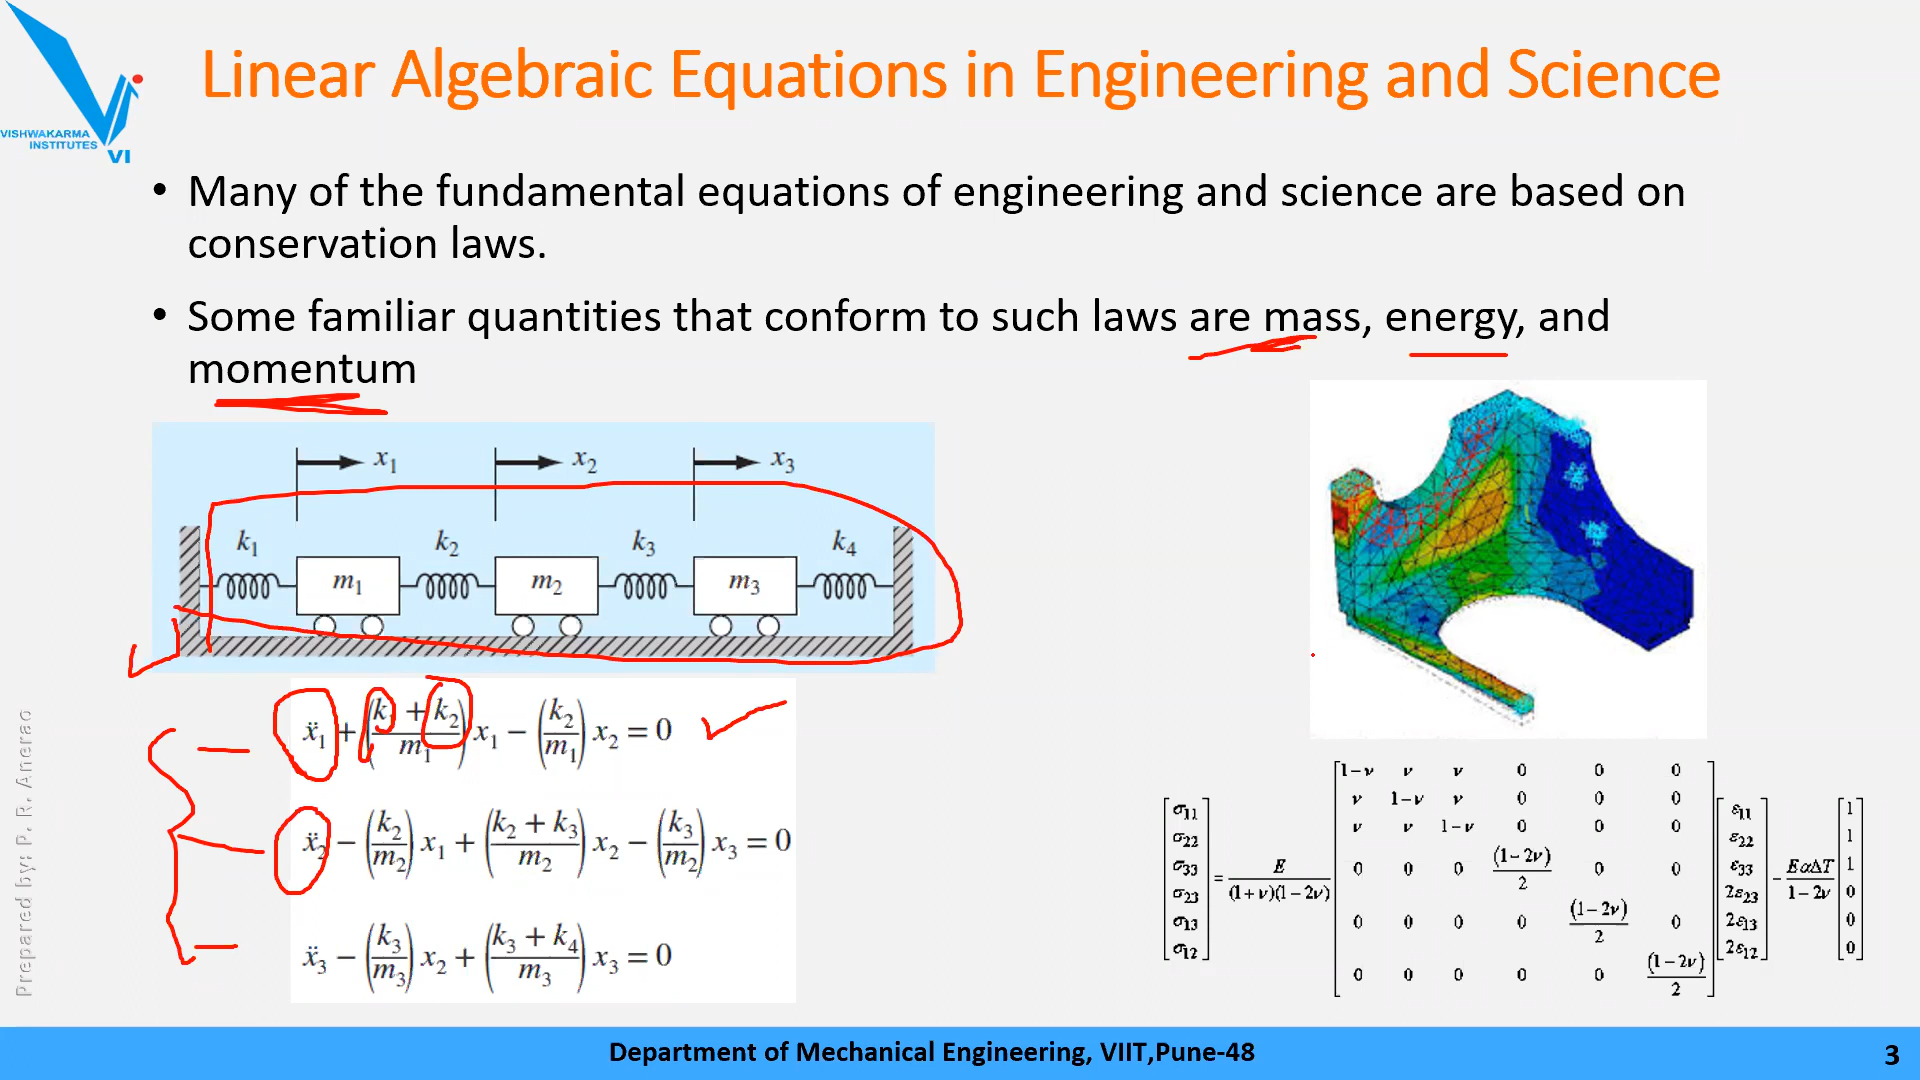 VISHWAKARMA
INSTITUTES
VI
Linear Algebraic Equations in Engineering and Science
• Many of the fundamental equations of engineering and science are based on
conservation laws.
• Some familiar quantities that conform to such laws are mass, energy, and
momentum
x₁ x₂ x₃
k₁ k₂ k₃ k₄
m₁ m₂ m₃
ẍ₁ + ((k₁ + k₂)/m₁) x₁ − (k₂/m₁) x₂ = 0
ẍ₂ − (k₂/m₂) x₁ + ((k₂ + k₃)/m₂) x₂ − (k₃/m₂) x₃ = 0
ẍ₃ − (k₃/m₃) x₂ + ((k₃ + k₄)/m₃) x₃ = 0
[σ₁₁ σ₂₂ σ₃₃ σ₂₃ σ₁₃ σ₁₂] = E/((1+ν)(1−2ν))
1−ν ν ν 0 0 0
ν 1−ν ν 0 0 0
ν ν 1−ν 0 0 0
0 0 0 (1−2ν)/2 0 0
0 0 0 0 (1−2ν)/2 0
0 0 0 0 0 (1−2ν)/2
[ε₁₁ ε₂₂ ε₃₃ 2ε₂₃ 2ε₁₃ 2ε₁₂] − EαΔT/(1−2ν) [1 1 1 0 0 0]
Prepared by: P. R. Anerao
Department of Mechanical Engineering, VIIT,Pune-48
3